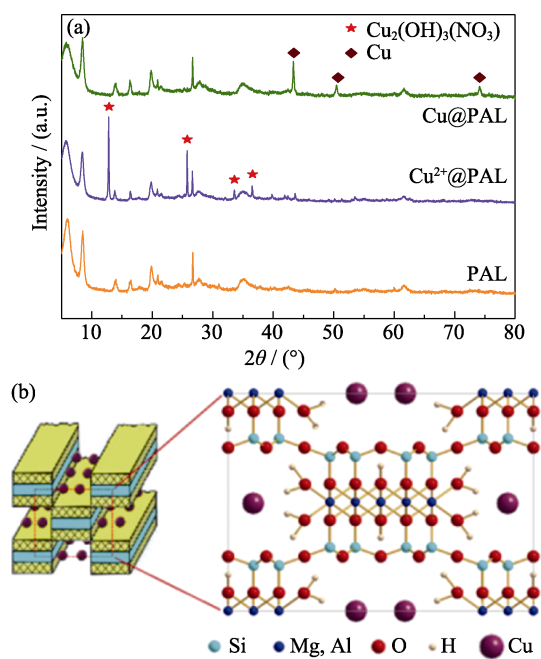 (a)
★ Cu₂(OH)₃(NO₃)
◆ Cu
Cu@PAL
Cu²⁺@PAL
PAL
Intensity / (a.u.)
10 20 30 40 50 60 70 80
2θ / (°)
(b)
Si Mg, Al O H Cu